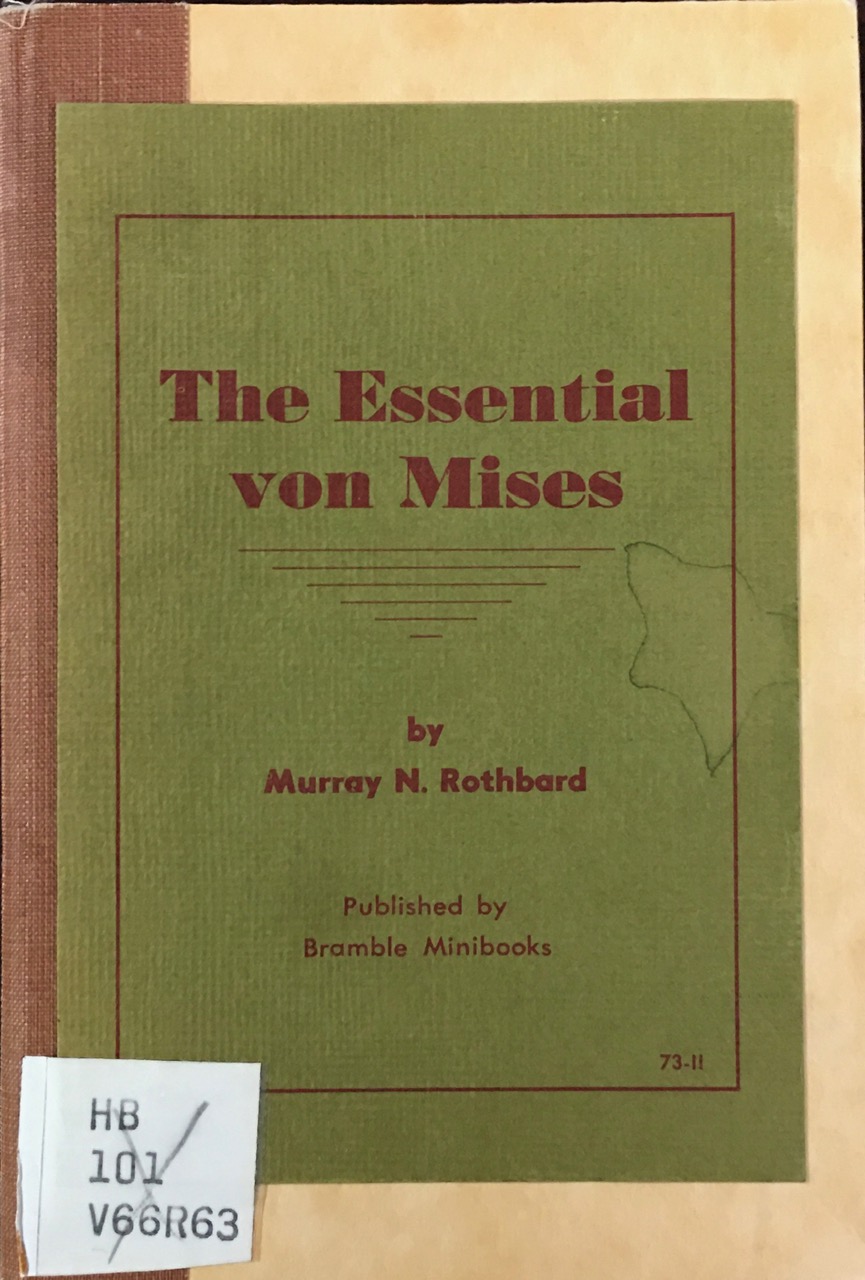 The Essential
von Mises
by
Murray N. Rothbard
Published by
Bramble Minibooks
73-II
HB
101
V66R63